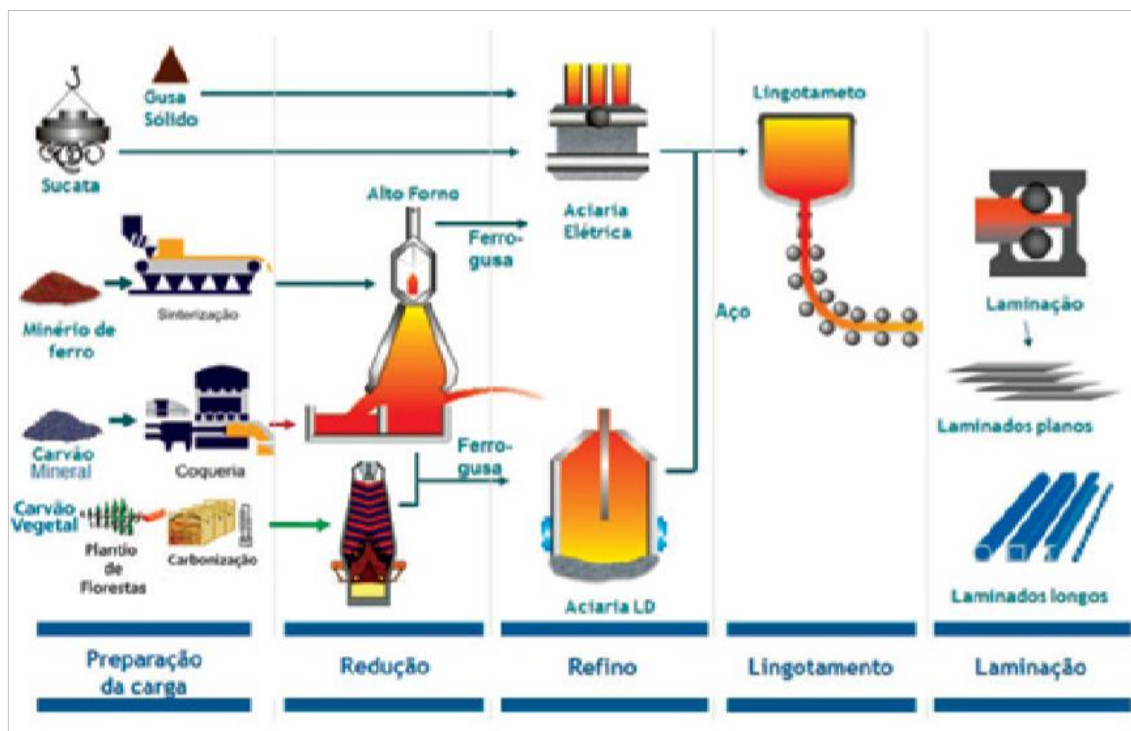 Gusa
Sólido
Sucata
Minério de
ferro
Sinterização
Carvão
Mineral
Coqueria
Carvão
Vegetal
Plantio
de
Florestas
Carbonização
Alto Forno
Ferro-
gusa
Ferro-
gusa
Aciaria
Elétrica
Aciaria LD
Lingotameto
Aço
Laminação
Laminados planos
Laminados longos
Preparação
da carga
Redução
Refino
Lingotamento
Laminação